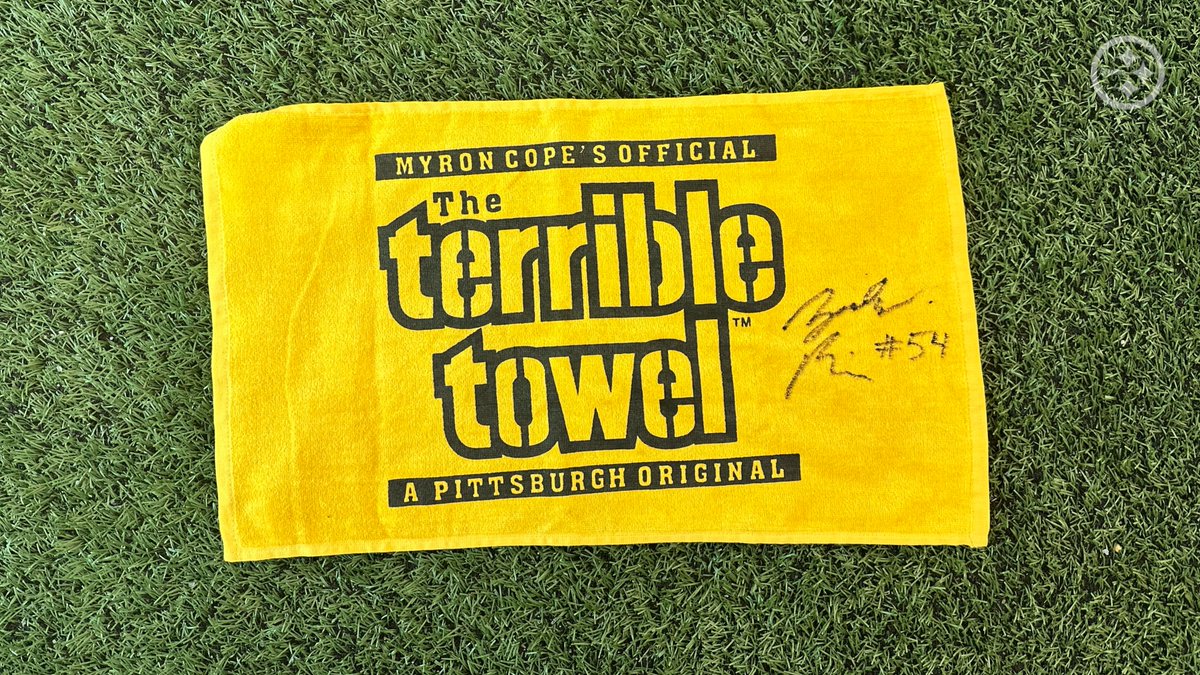 MYRON COPE'S OFFICIAL
The
terrible
towel™
#54
A PITTSBURGH ORIGINAL